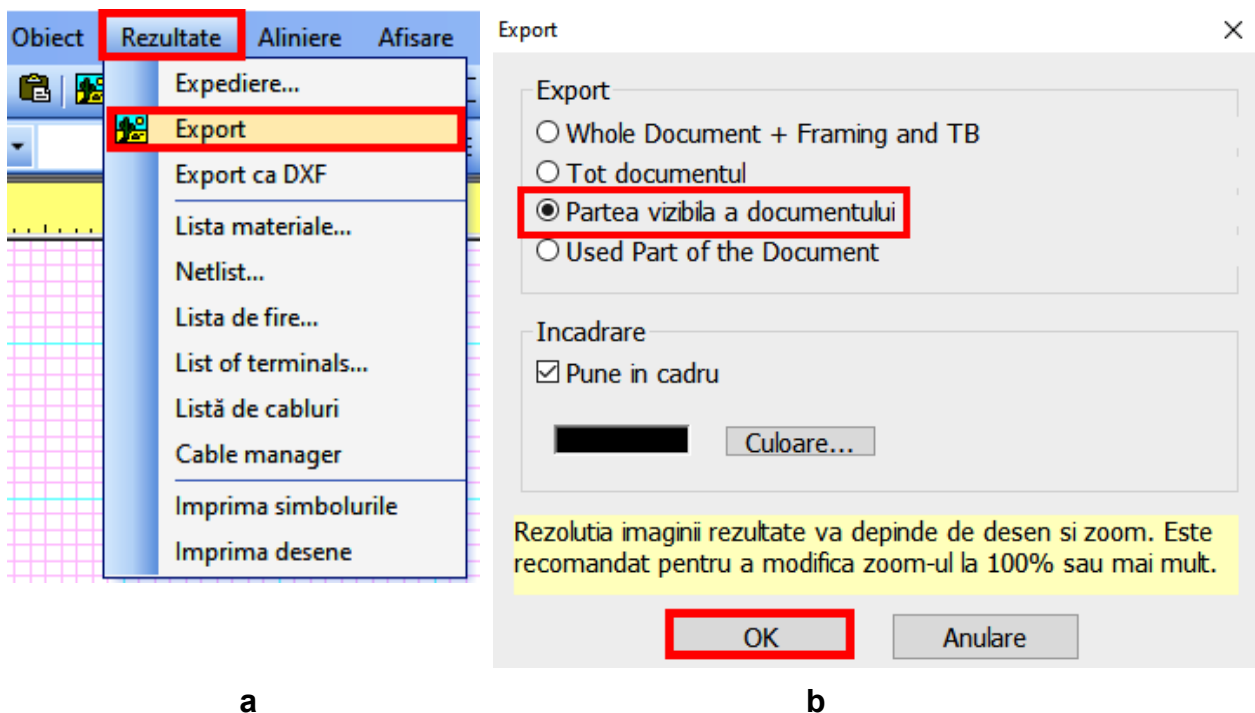 Obiect Rezultate Aliniere Afisare
Expediere...
Export
Export ca DXF
Lista materiale...
Netlist...
Lista de fire...
List of terminals...
Listă de cabluri
Cable manager
Imprima simbolurile
Imprima desene
a
Export
Export
Whole Document + Framing and TB
Tot documentul
Partea vizibila a documentului
Used Part of the Document
Incadrare
Pune in cadru
Culoare...
Rezolutia imaginii rezultate va depinde de desen si zoom. Este
recomandat pentru a modifica zoom-ul la 100% sau mai mult.
OK Anulare
b